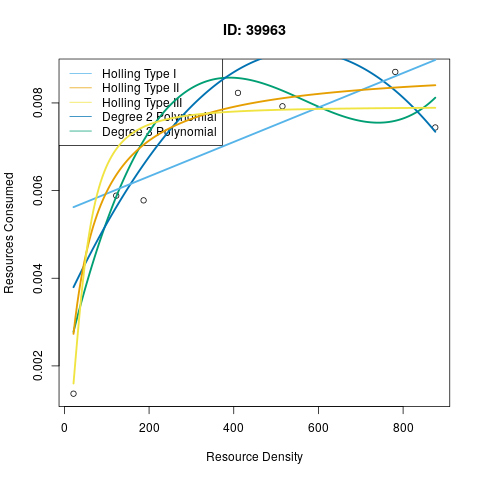 ID: 39963
Holling Type I
Holling Type II
Holling Type III
Degree 2 Polynomial
Degree 3 Polynomial
Resources Consumed
0.002
0.004
0.006
0.008
0
200
400
600
800
Resource Density